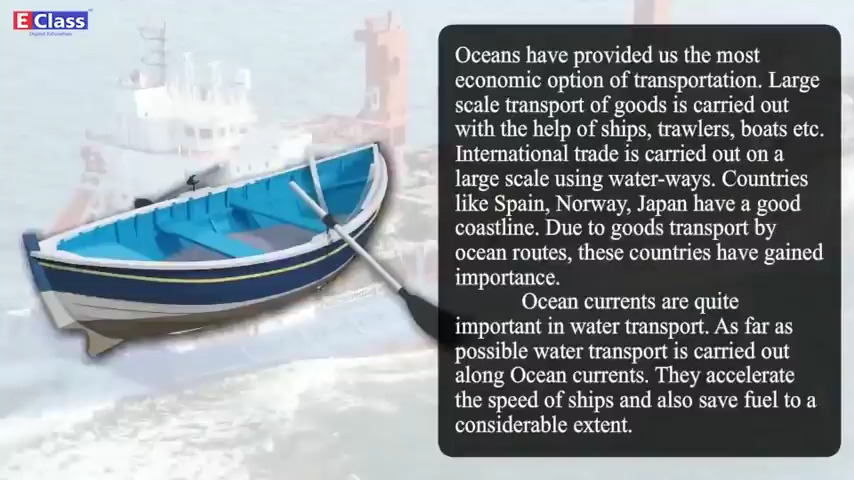 E Class
Digital Education
Oceans have provided us the most
economic option of transportation. Large
scale transport of goods is carried out
with the help of ships, trawlers, boats etc.
International trade is carried out on a
large scale using water-ways. Countries
like Spain, Norway, Japan have a good
coastline. Due to goods transport by
ocean routes, these countries have gained
importance.
Ocean currents are quite
important in water transport. As far as
possible water transport is carried out
along Ocean currents. They accelerate
the speed of ships and also save fuel to a
considerable extent.